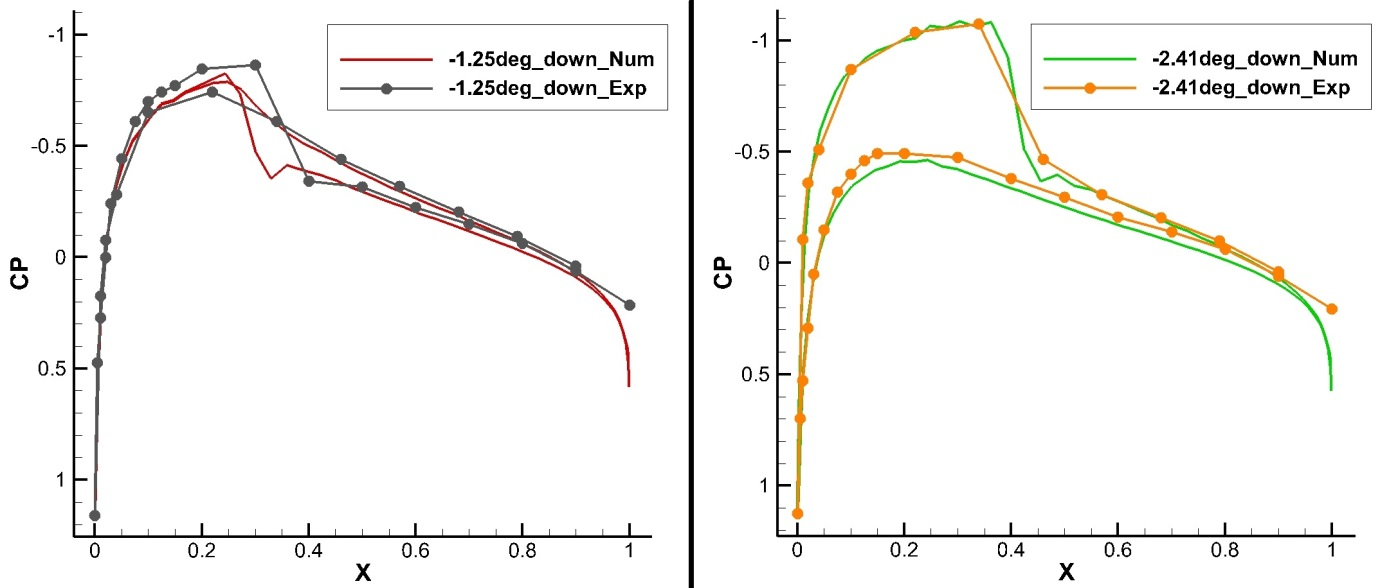 -1.25deg_down_Num
-1.25deg_down_Exp
-1
-0.5
0
0.5
1
CP
0 0.2 0.4 0.6 0.8 1
X
-2.41deg_down_Num
-2.41deg_down_Exp
-1
-0.5
0
0.5
1
CP
0 0.2 0.4 0.6 0.8 1
X